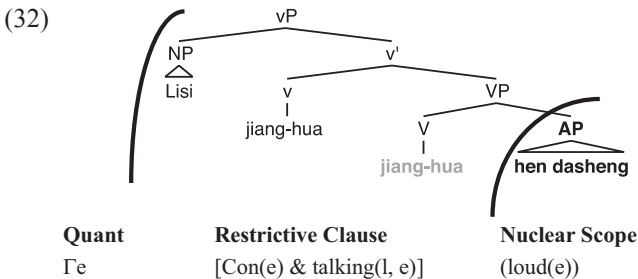 (32)
vP
NP v'
Lisi v VP
jiang-hua V AP
jiang-hua hen dasheng
Quant Restrictive Clause Nuclear Scope
Γe [Con(e) & talking(l, e)] (loud(e))